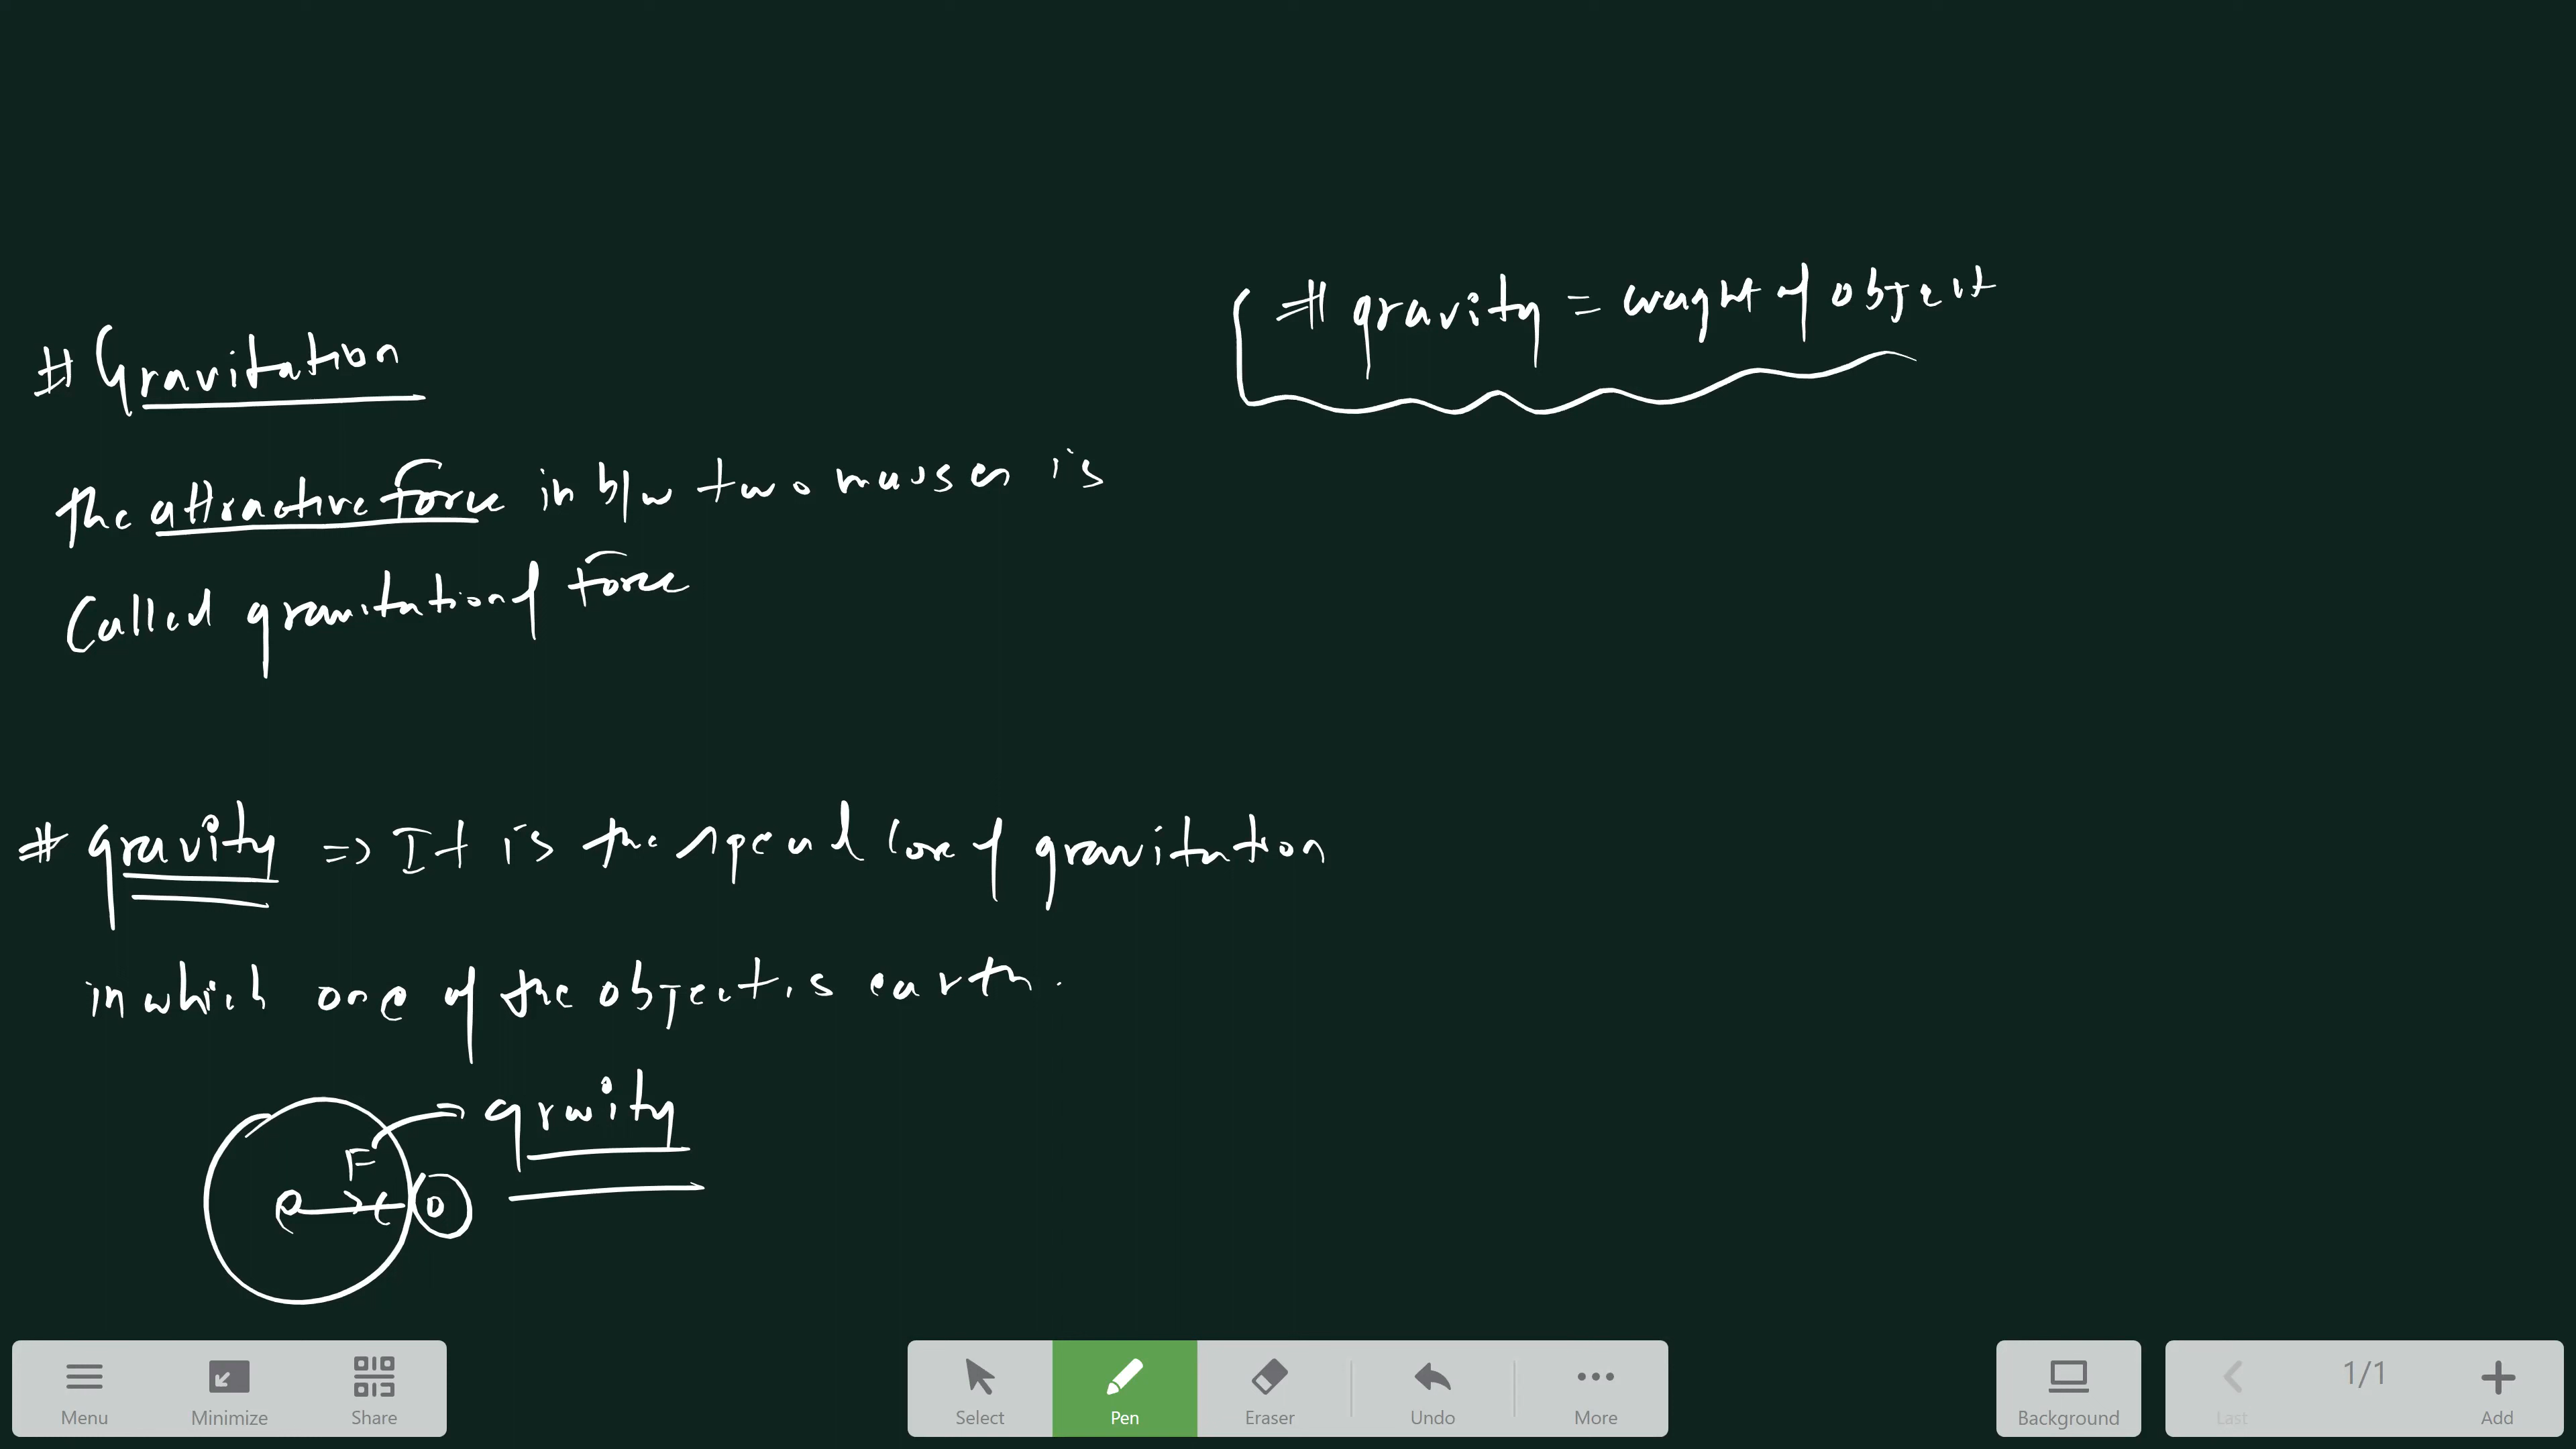 # Gravitation
the attractive force in b/w two masses is
Called gravitational force
# gravity = weight of object
# gravity => It is the special case of gravitation
in which one of the object is earth.
F
gravity
Menu
Minimize
Share
Select
Pen
Eraser
Undo
More
Background
Last
1/1
Add